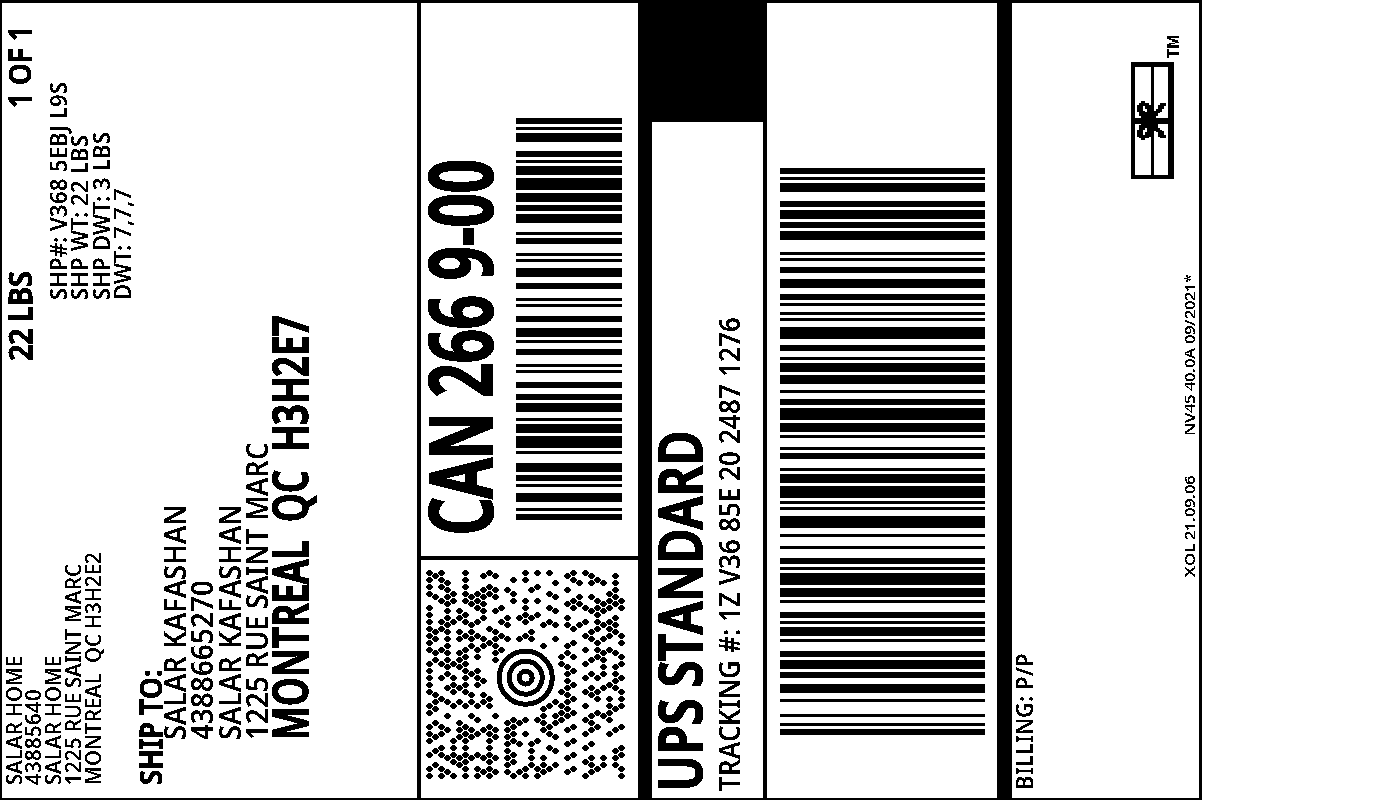 SALAR HOME
43885640
SALAR HOME
1225 RUE SAINT MARC
MONTREAL QC H3H2E2
22 LBS
1 OF 1
SHP#: V368 5EBJ L9S
SHP WT: 22 LBS
SHP DWT: 3 LBS
DWT: 7,7,7
SHIP TO:
SALAR KAFASHAN
4388665270
SALAR KAFASHAN
1225 RUE SAINT MARC
MONTREAL QC H3H2E7
CAN 266 9-00
UPS STANDARD
TRACKING #: 1Z V36 85E 20 2487 1276
BILLING: P/P
XOL 21.09.06 NV45 40.0A 09/2021*
TM